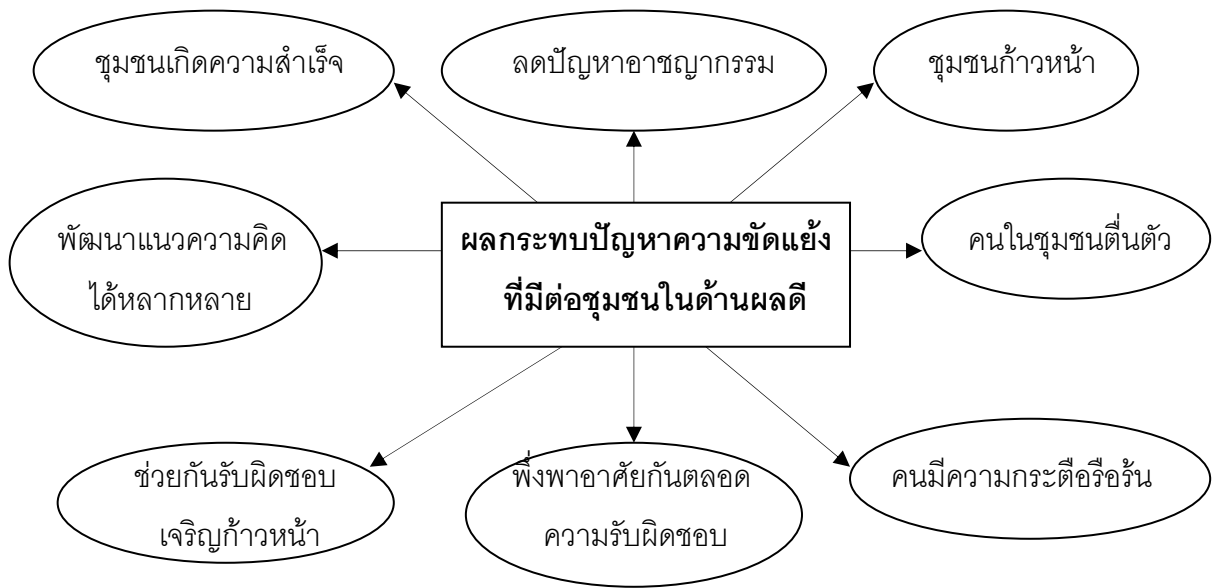 ชุมชนเกิดความสำเร็จ
ลดปัญหาอาชญากรรม
ชุมชนก้าวหน้า
พัฒนาแนวความคิด
ได้หลากหลาย
ผลกระทบปัญหาความขัดแย้ง
ที่มีต่อชุมชนในด้านผลดี
คนในชุมชนตื่นตัว
ช่วยกันรับผิดชอบ
เจริญก้าวหน้า
พึ่งพาอาศัยกันตลอด
ความรับผิดชอบ
คนมีความกระตือรือร้น